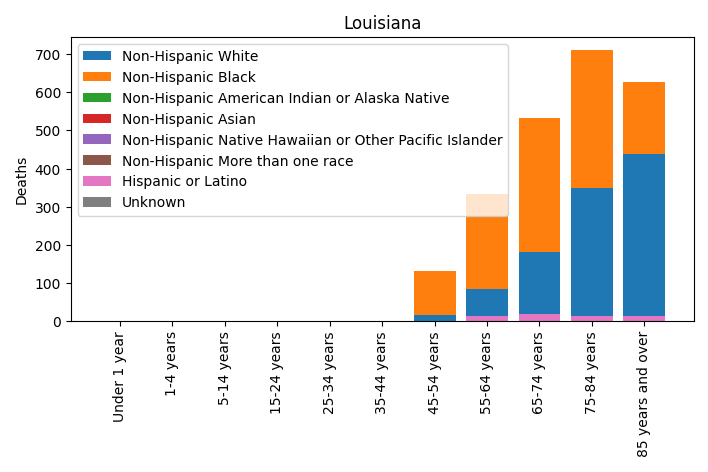 Louisiana
Non-Hispanic White
Non-Hispanic Black
Non-Hispanic American Indian or Alaska Native
Non-Hispanic Asian
Non-Hispanic Native Hawaiian or Other Pacific Islander
Non-Hispanic More than one race
Hispanic or Latino
Unknown
Deaths
700
600
500
400
300
200
100
0
Under 1 year
1-4 years
5-14 years
15-24 years
25-34 years
35-44 years
45-54 years
55-64 years
65-74 years
75-84 years
85 years and over